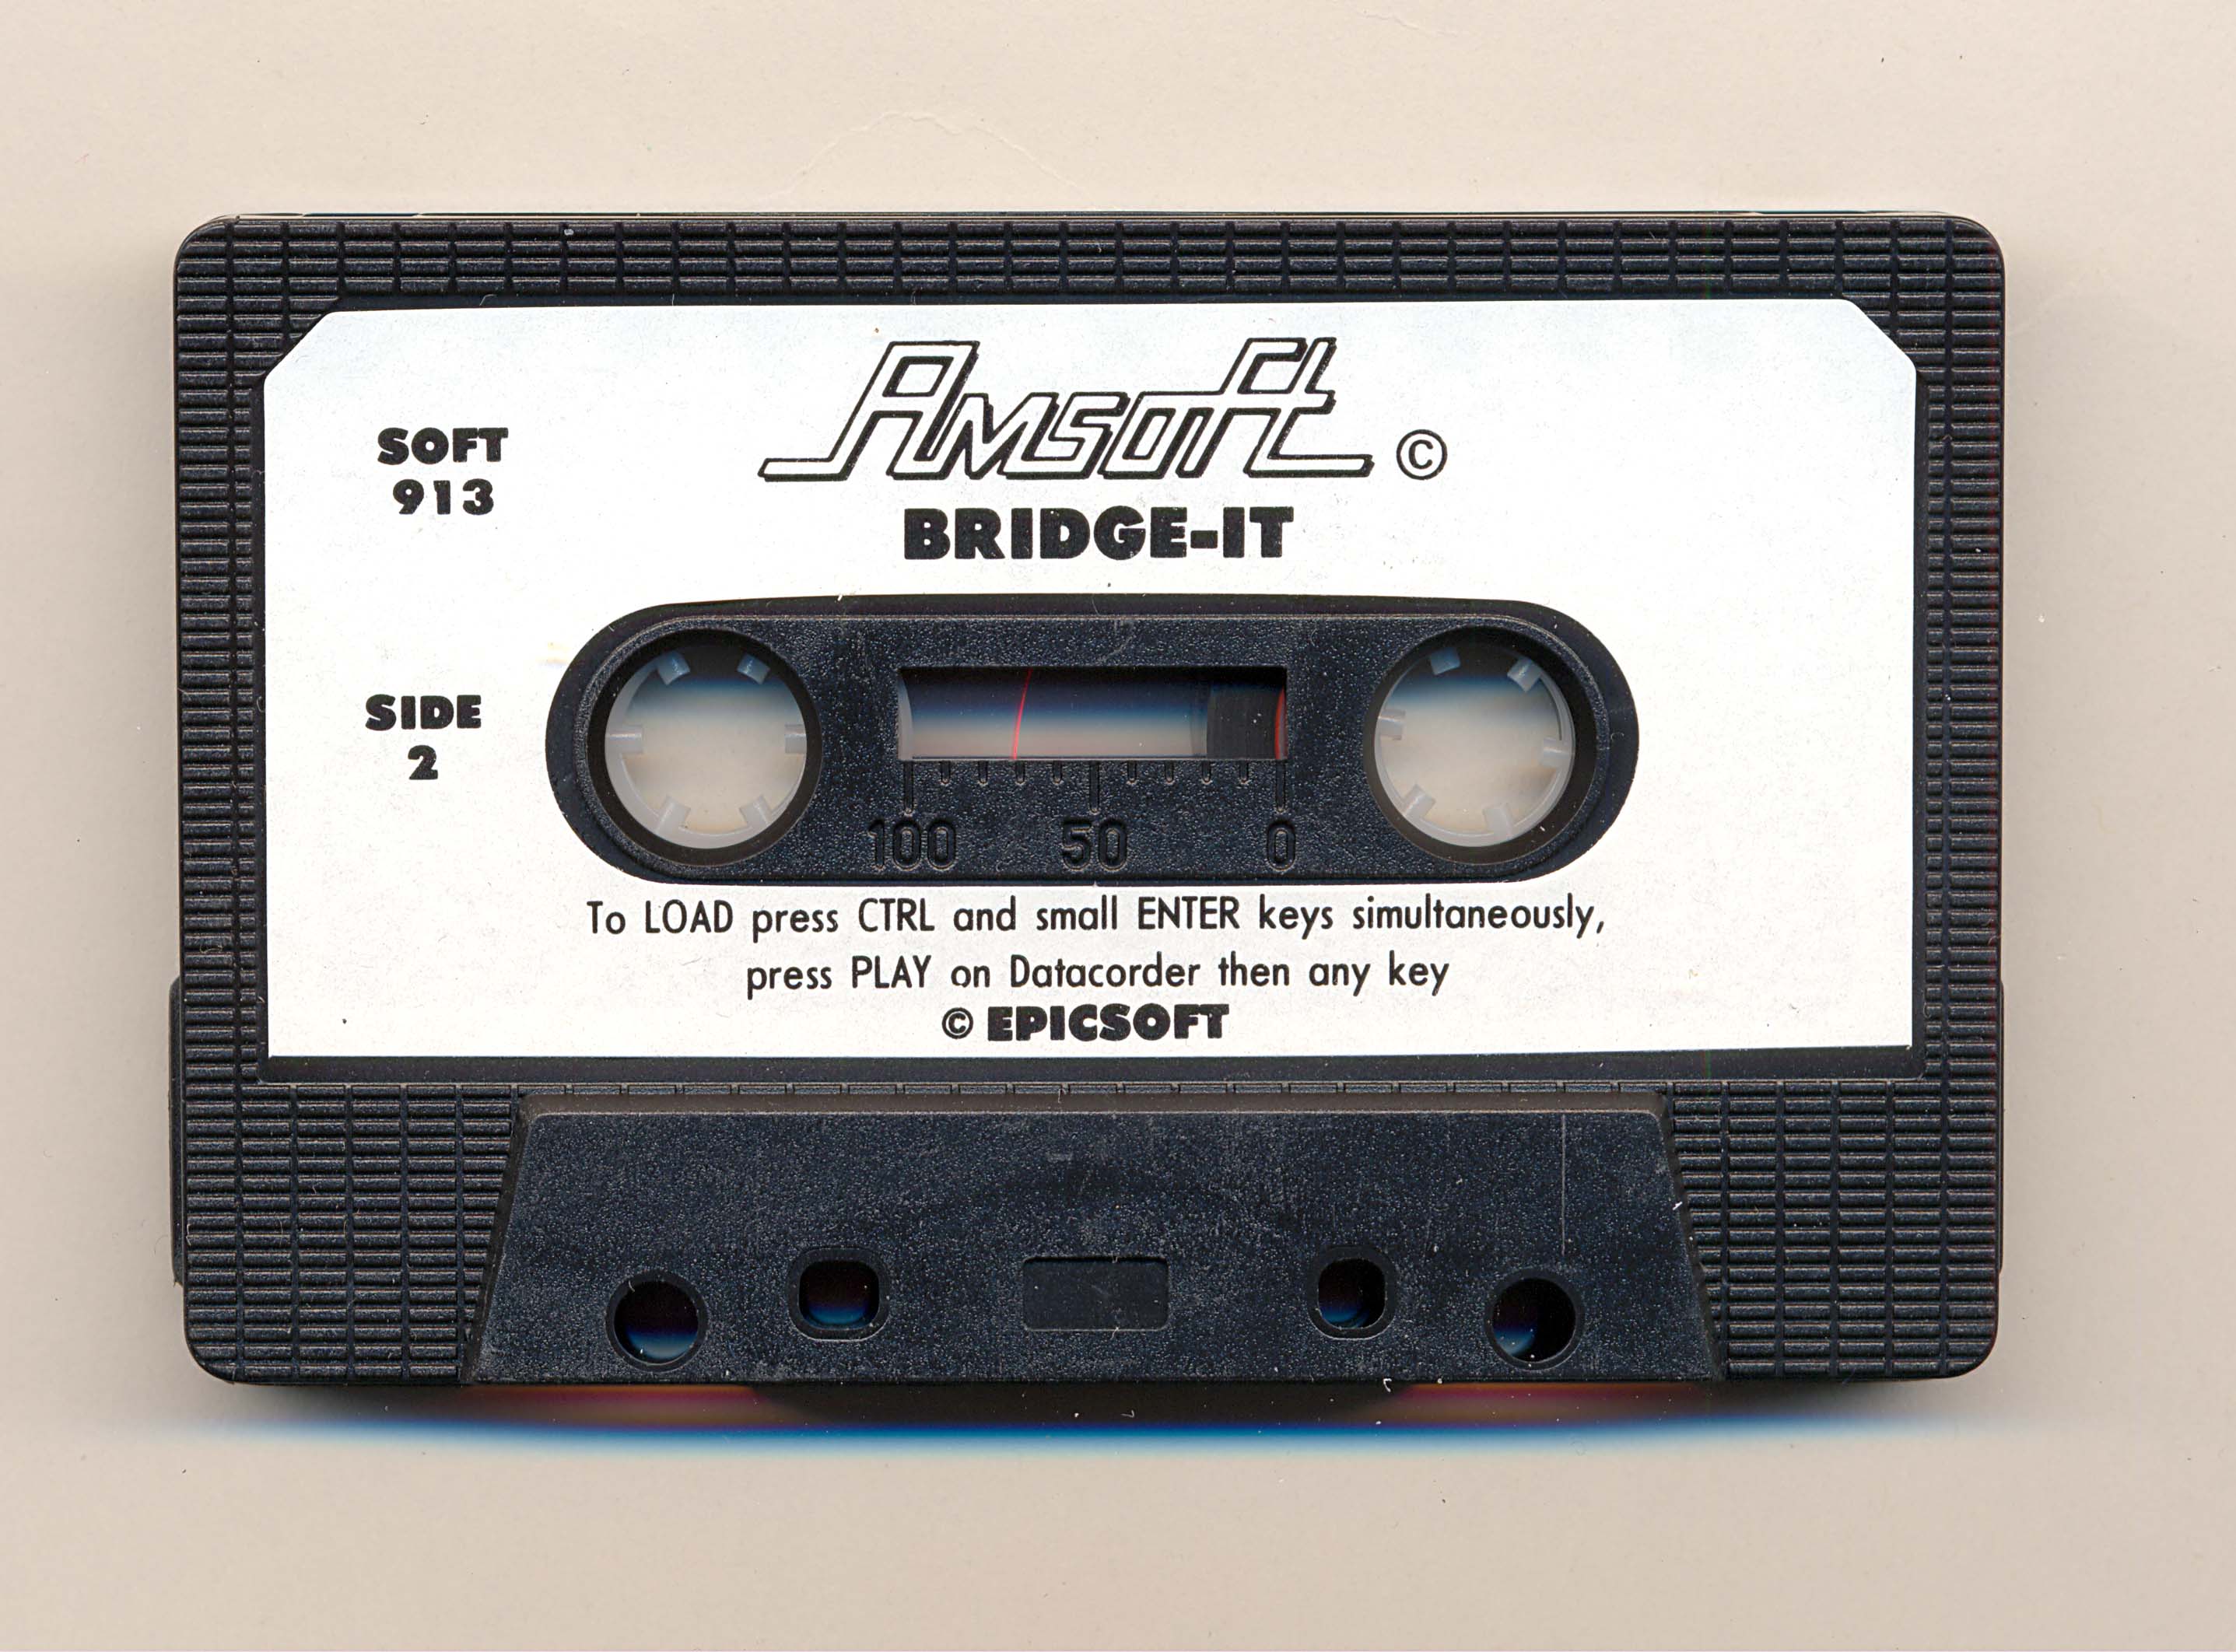 Amsoft ©
SOFT
913
BRIDGE-IT
SIDE
2
100 50 0
To LOAD press CTRL and small ENTER keys simultaneously,
press PLAY on Datacorder then any key
© EPICSOFT